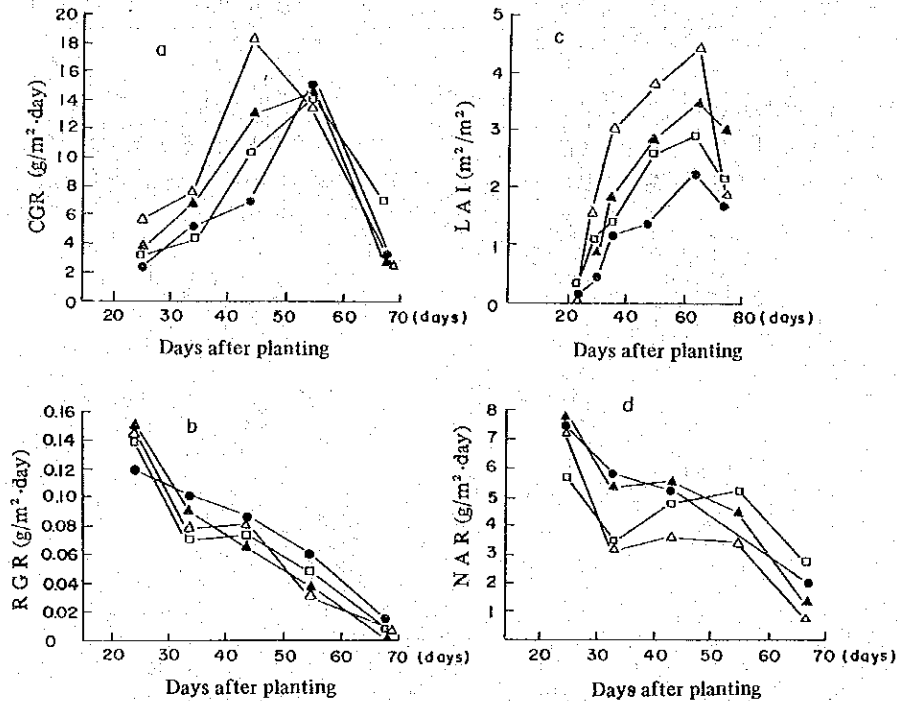 a
CGR (g/m²·day)
20
18
16
14
12
10
8
6
4
2
0
20 30 40 50 60 70 (days)
Days after planting
c
LAI (m²/m²)
5
4
3
2
1
0
20 40 60 80 (days)
Days after planting
b
RGR (g/m²·day)
0.16
0.14
0.12
0.10
0.08
0.06
0.04
0.02
0
20 30 40 50 60 70 (days)
Days after planting
d
NAR (g/m²·day)
8
7
6
5
4
3
2
1
20 30 40 50 60 70 (days)
Days after planting